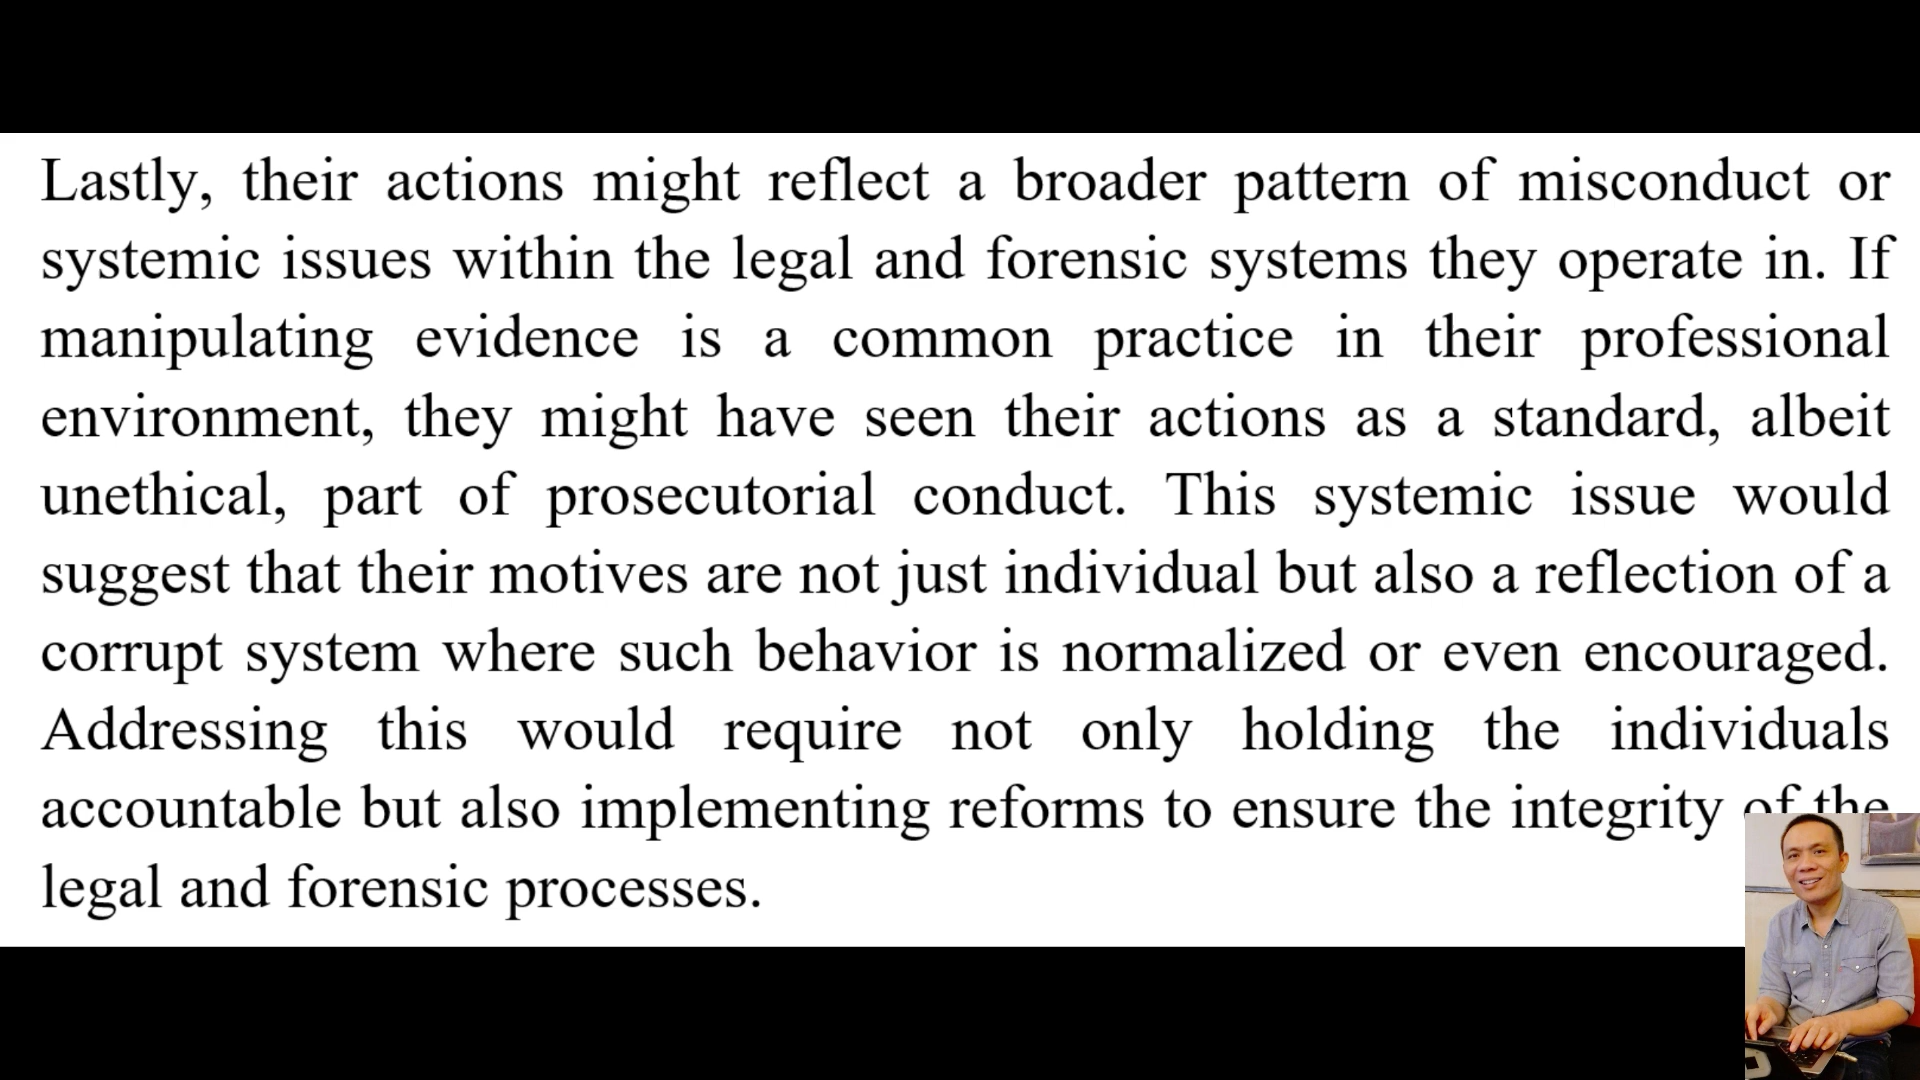 Lastly, their actions might reflect a broader pattern of misconduct or
systemic issues within the legal and forensic systems they operate in. If
manipulating evidence is a common practice in their professional
environment, they might have seen their actions as a standard, albeit
unethical, part of prosecutorial conduct. This systemic issue would
suggest that their motives are not just individual but also a reflection of a
corrupt system where such behavior is normalized or even encouraged.
Addressing this would require not only holding the individuals
accountable but also implementing reforms to ensure the integrity of the
legal and forensic processes.